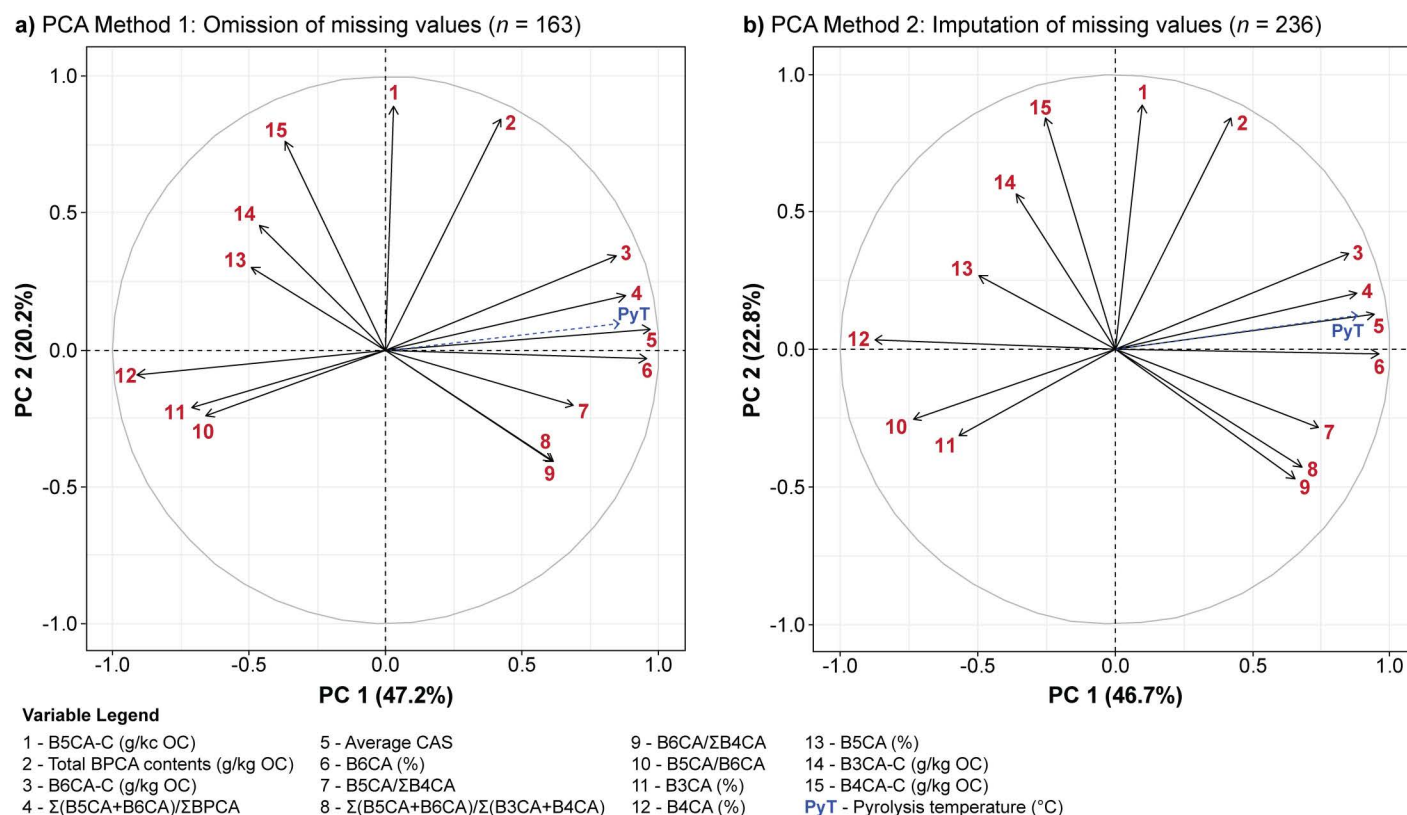 a) PCA Method 1: Omission of missing values (n = 163)
1.0
0.5
0.0
-0.5
-1.0
PC 2 (20.2%)
1
2
15
14
13
3
4
PyT
5
6
12
11
10
7
8
9
-1.0 -0.5 0.0 0.5 1.0
PC 1 (47.2%)
b) PCA Method 2: Imputation of missing values (n = 236)
1.0
0.5
0.0
-0.5
-1.0
PC 2 (22.8%)
1
2
15
14
13
3
4
5
PyT
12
6
10
11
7
8
9
-1.0 -0.5 0.0 0.5 1.0
PC 1 (46.7%)
Variable Legend
1 - B5CA-C (g/kc OC)
2 - Total BPCA contents (g/kg OC)
3 - B6CA-C (g/kg OC)
4 - Σ(B5CA+B6CA)/ΣBPCA
5 - Average CAS
6 - B6CA (%)
7 - B5CA/ΣB4CA
8 - Σ(B5CA+B6CA)/Σ(B3CA+B4CA)
9 - B6CA/ΣB4CA
10 - B5CA/B6CA
11 - B3CA (%)
12 - B4CA (%)
13 - B5CA (%)
14 - B3CA-C (g/kg OC)
15 - B4CA-C (g/kg OC)
PyT - Pyrolysis temperature (°C)